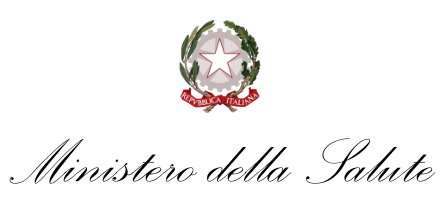 REPVBBLICA ITALIANA
Ministero della Salute